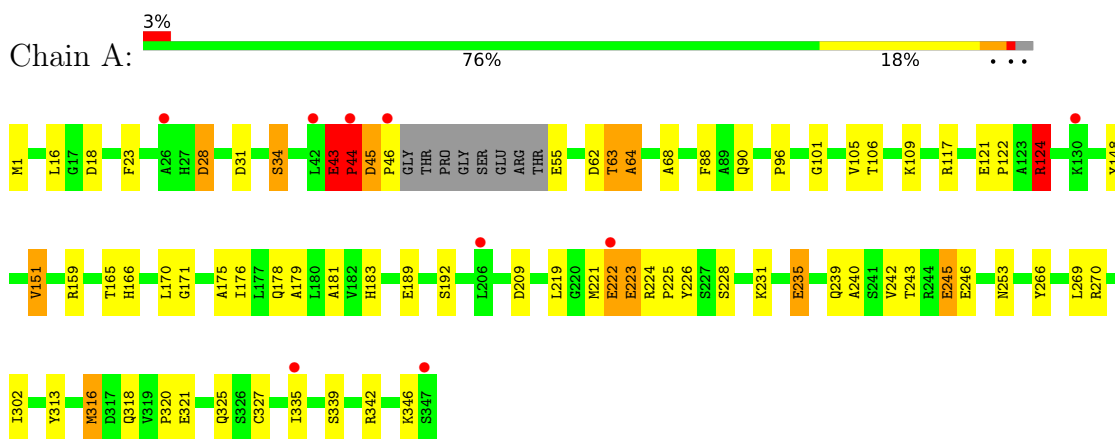 3%
Chain A:
76% 18% . . .
M1 L16 G17 D18 F23 A26 H27 D28 D31 S34 L42 E43 P44 D45 P46 GLY THR PRO GLY SER GLU ARG THR E55 D62 T63 A64 A68 F88 A89 Q90 P96 G101 V105 T106 K109 R117 E121 P122 A123 R124 K130 Y148
V151 R159 T165 H166 L170 G171 A175 I176 L177 Q178 A179 L180 A181 V182 H183 E189 S192 L206 D209 L219 G220 M221 E222 E223 R224 P225 Y226 S227 S228 K231 E235 Q239 A240 S241 V242 T243 R244 E245 E246 N253 Y266 L269 R270
I302 Y313 M316 D317 Q318 V319 P320 E321 Q325 S326 C327 I335 S339 R342 K346 S347